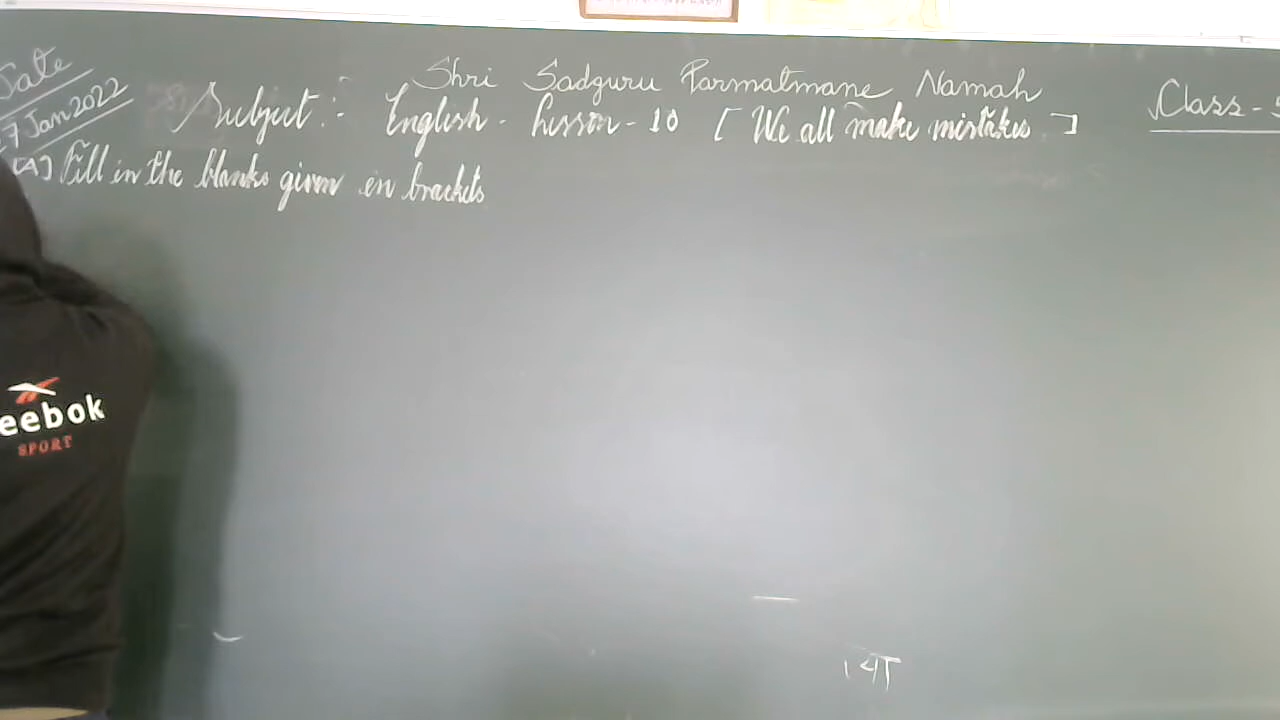 Shri Sadguru Parmatmane Namah
Date
7 Jan 2022
Subject :- English - Lesson - 10 [ We all make mistakes ]
Class - 5
[A] Fill in the blanks given in brackets
eebok
SPORT